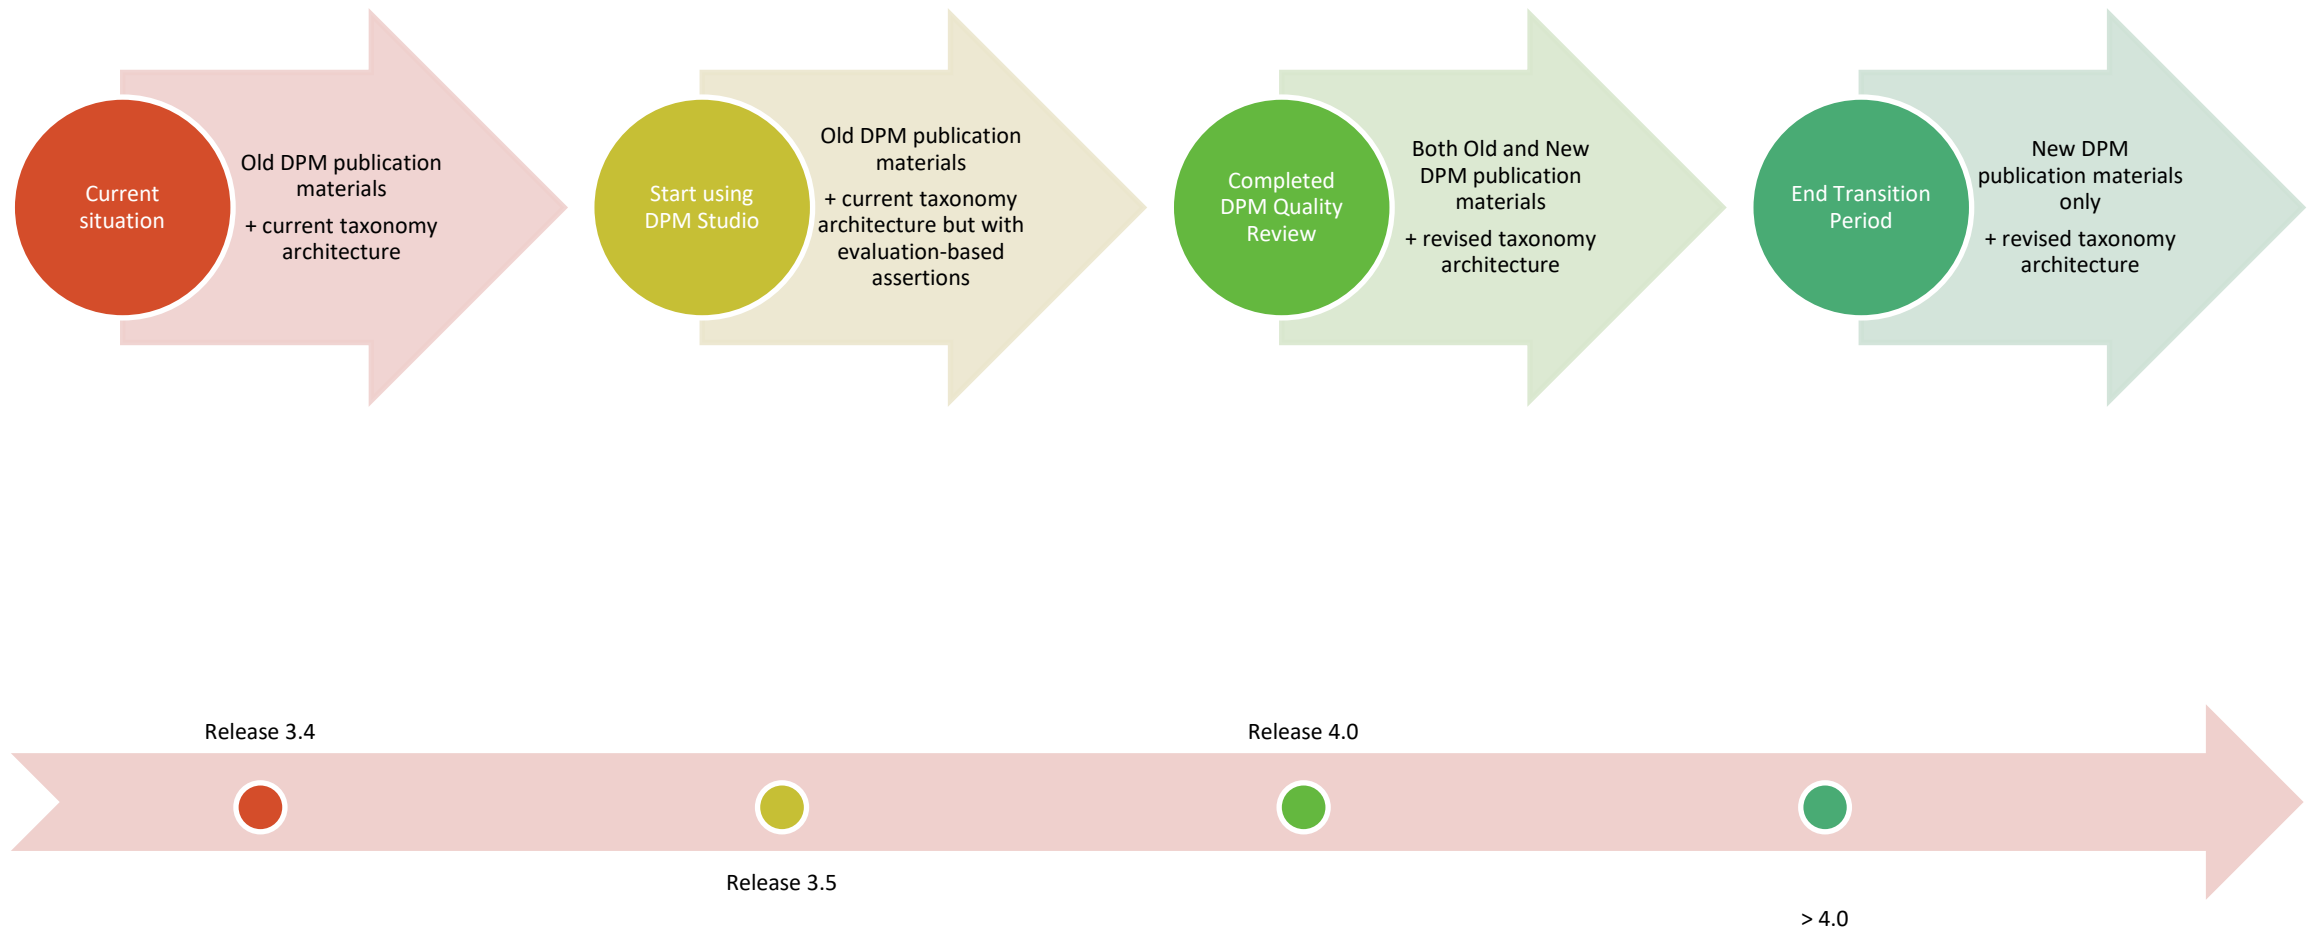 Current
situation
Old DPM publication
materials
+ current taxonomy
architecture
Start using
DPM Studio
Old DPM publication
materials
+ current taxonomy
architecture but with
evaluation-based
assertions
Completed
DPM Quality
Review
Both Old and New
DPM publication
materials
+ revised taxonomy
architecture
End Transition
Period
New DPM
publication materials
only
+ revised taxonomy
architecture
Release 3.4
Release 3.5
Release 4.0
> 4.0